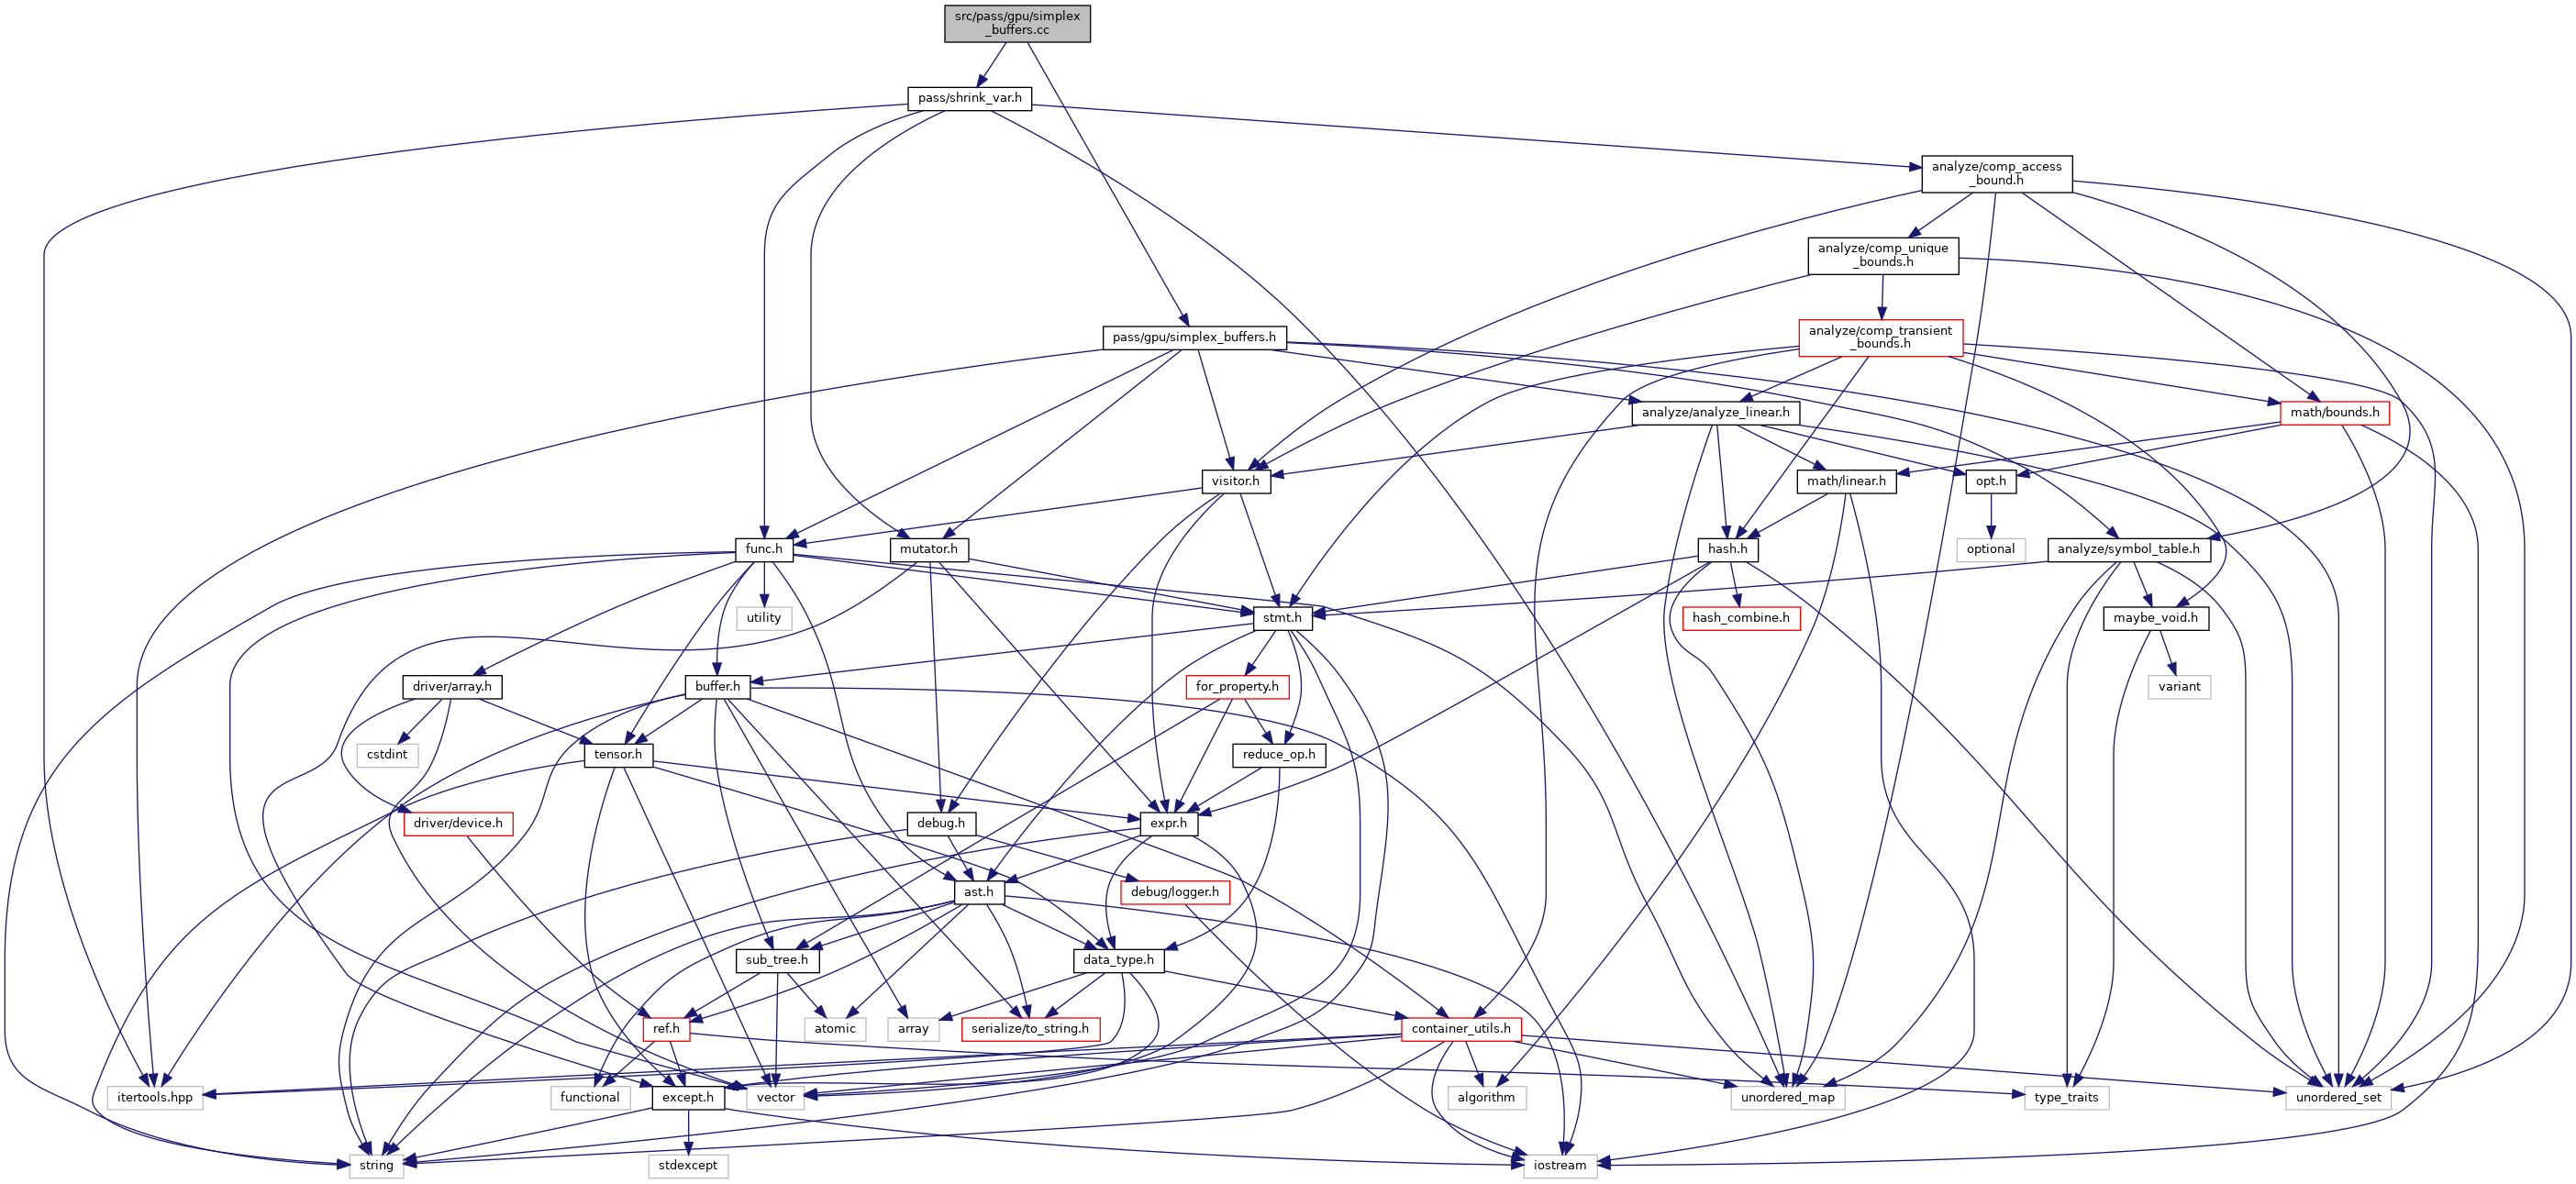 src/pass/gpu/simplex
_buffers.cc
pass/shrink_var.h
analyze/comp_access
_bound.h
analyze/comp_unique
_bounds.h
pass/gpu/simplex_buffers.h
analyze/comp_transient
_bounds.h
analyze/analyze_linear.h
math/bounds.h
visitor.h
math/linear.h
opt.h
func.h
mutator.h
hash.h
optional
analyze/symbol_table.h
utility
stmt.h
hash_combine.h
maybe_void.h
driver/array.h
buffer.h
for_property.h
variant
cstdint
tensor.h
reduce_op.h
driver/device.h
debug.h
expr.h
ast.h
debug/logger.h
sub_tree.h
data_type.h
ref.h
atomic
array
serialize/to_string.h
container_utils.h
itertools.hpp
functional
except.h
vector
algorithm
unordered_map
type_traits
unordered_set
string
stdexcept
iostream